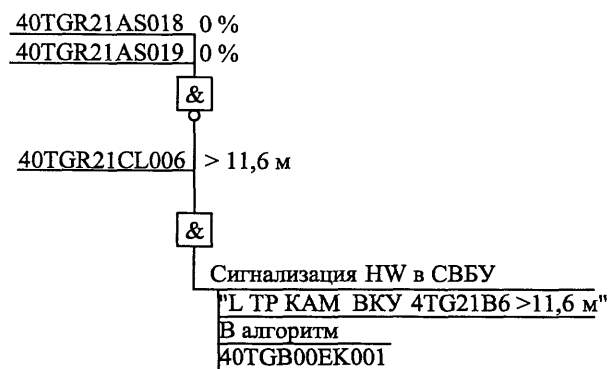 40TGR21AS018 0 %
40TGR21AS019 0 %
&
40TGR21CL006 > 11,6 м
&
Сигнализация HW в СВБУ
"L ТР КАМ ВКУ 4TG21B6 >11,6 м"
В алгоритм
40TGB00EK001